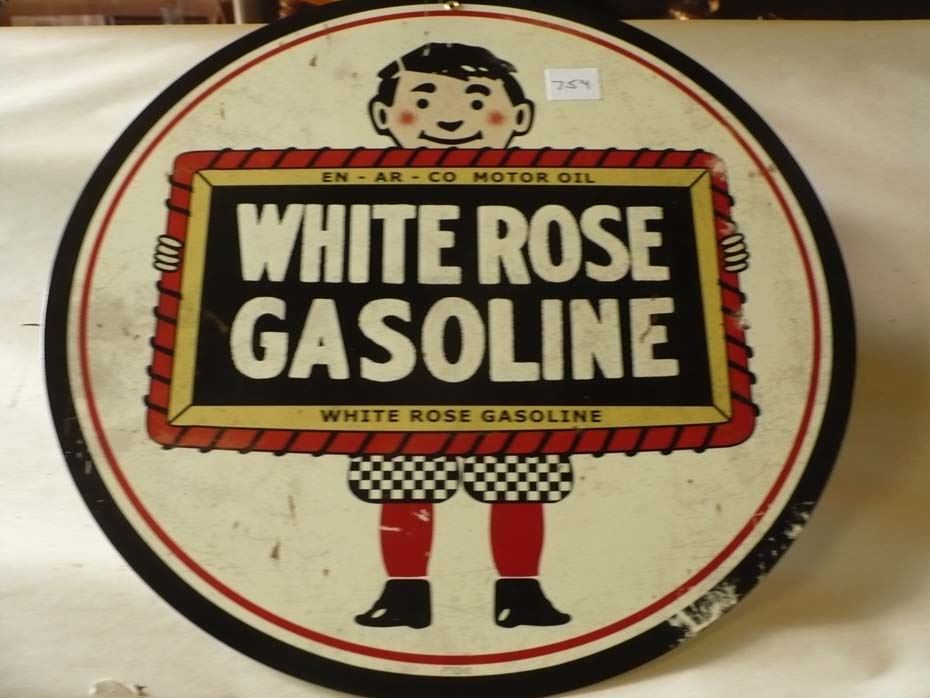 754
EN - AR - CO MOTOR OIL
WHITE ROSE
GASOLINE
WHITE ROSE GASOLINE